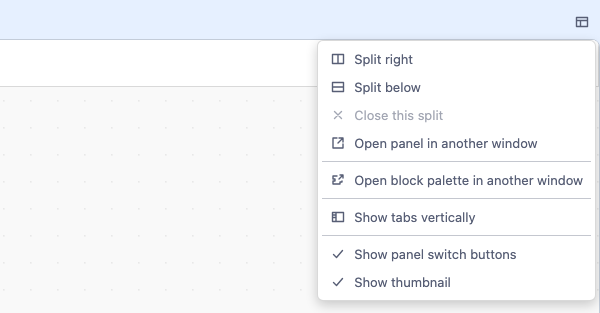 Split right
Split below
Close this split
Open panel in another window
Open block palette in another window
Show tabs vertically
Show panel switch buttons
Show thumbnail